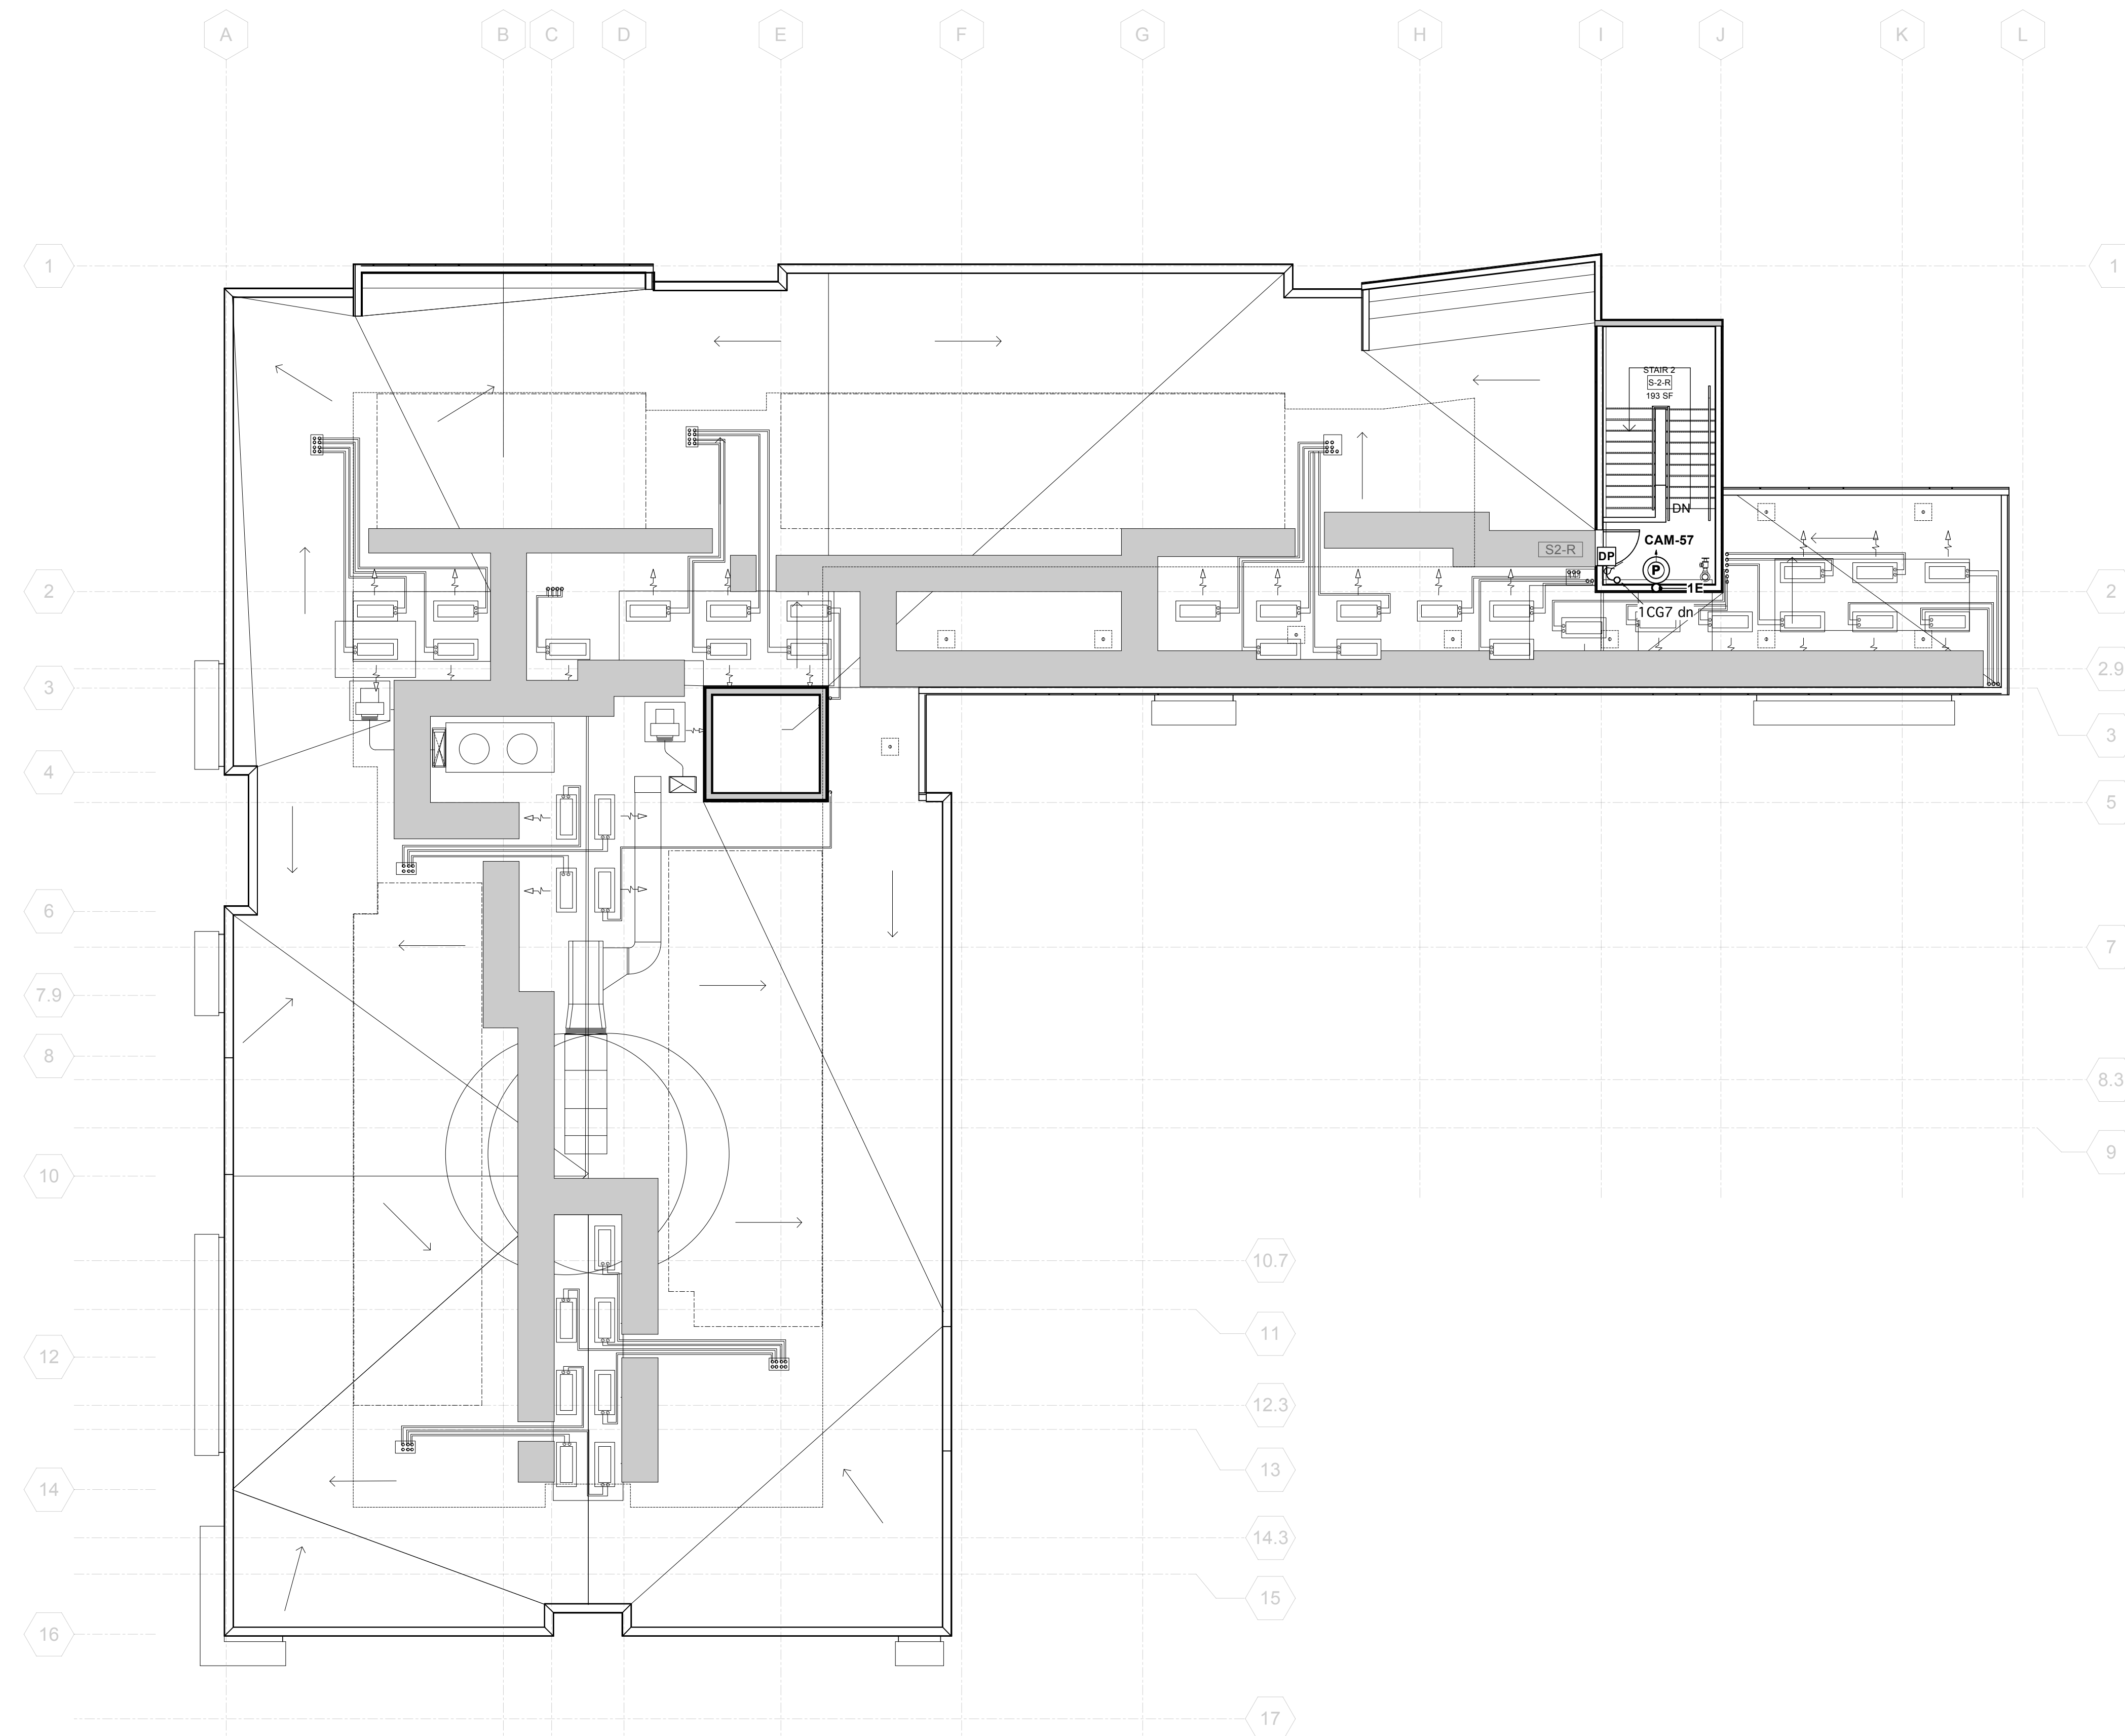 A B C D E F G H I J K L
1 1
STAIR 2
S-2-R
193 SF
DN
CAM-57
S2-R
DP
P
1E
2 2
1CG7 dn
2.9
3
3
4
5
6
7
7.9
8
8.3
9
10
10.7
11
12
12.3
13
14
14.3
15
16
17